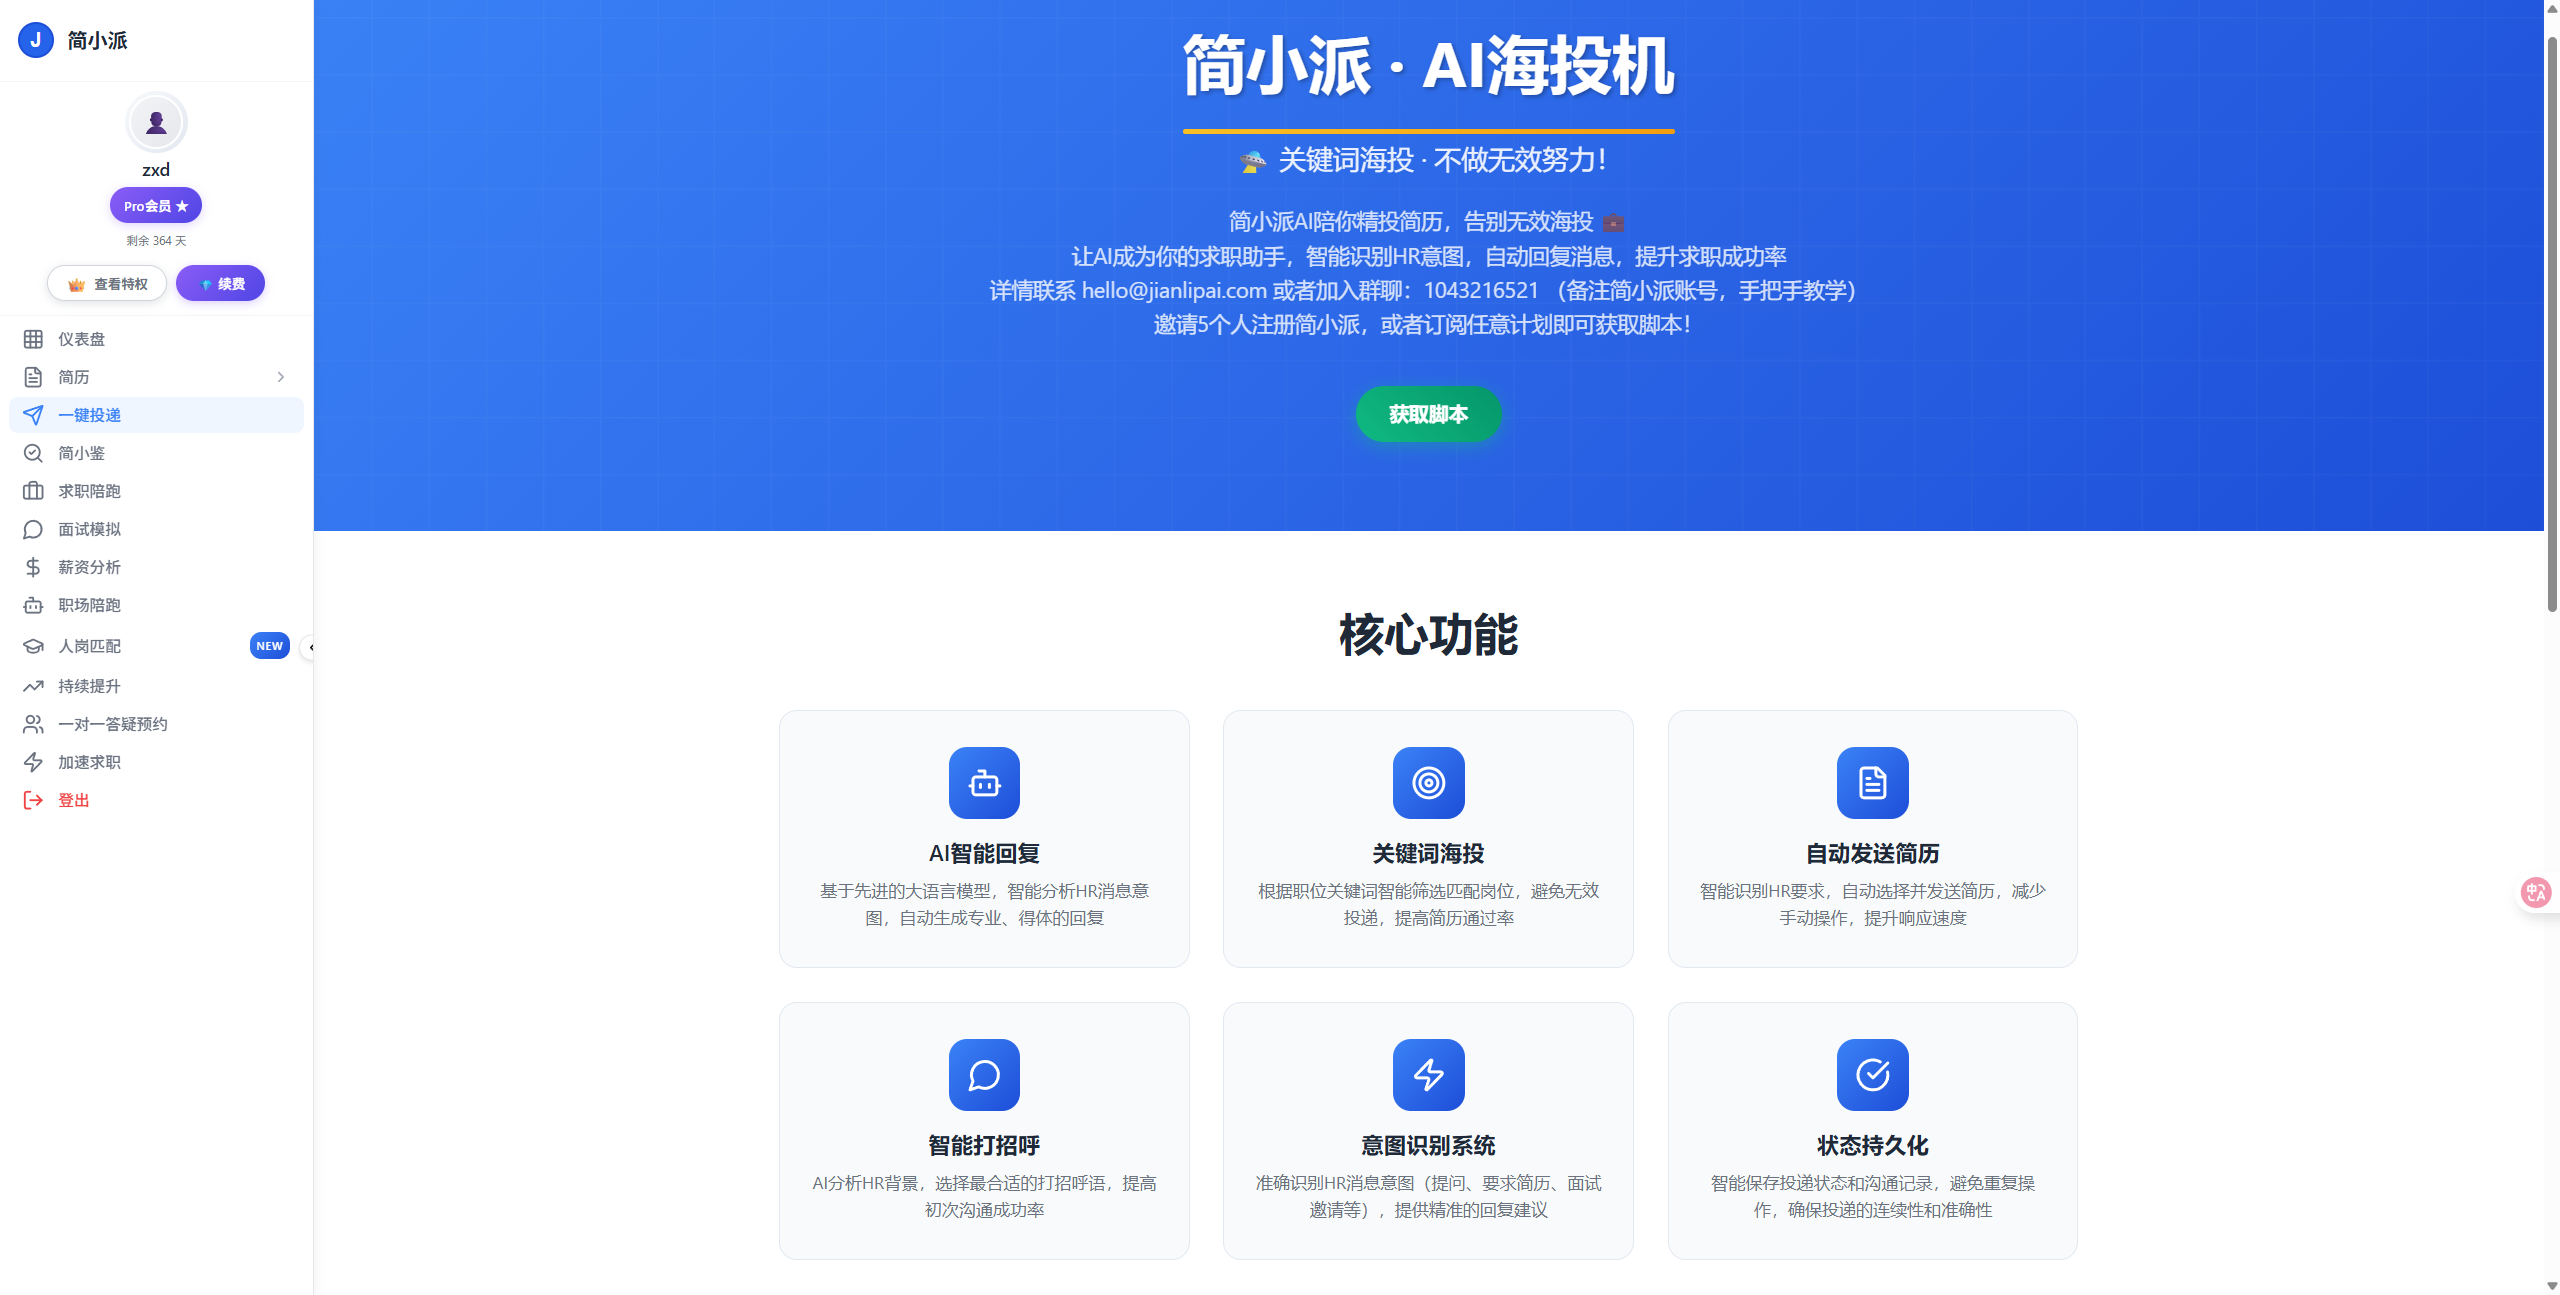 J 简小派
zxd
Pro会员 ★
剩余 364 天
查看特权
续费
仪表盘
简历
一键投递
简小鉴
求职陪跑
面试模拟
薪资分析
职场陪跑
人岗匹配 NEW
持续提升
一对一答疑预约
加速求职
登出
简小派 · AI海投机
🛸 关键词海投 · 不做无效努力！
简小派AI陪你精投简历，告别无效海投 💼
让AI成为你的求职助手，智能识别HR意图，自动回复消息，提升求职成功率
详情联系 hello@jianlipai.com 或者加入群聊：1043216521 （备注简小派账号，手把手教学）
邀请5个人注册简小派，或者订阅任意计划即可获取脚本！
获取脚本
核心功能
AI智能回复
基于先进的大语言模型，智能分析HR消息意
图，自动生成专业、得体的回复
关键词海投
根据职位关键词智能筛选匹配岗位，避免无效
投递，提高简历通过率
自动发送简历
智能识别HR要求，自动选择并发送简历，减少
手动操作，提升响应速度
智能打招呼
AI分析HR背景，选择最合适的打招呼语，提高
初次沟通成功率
意图识别系统
准确识别HR消息意图（提问、要求简历、面试
邀请等），提供精准的回复建议
状态持久化
智能保存投递状态和沟通记录，避免重复操
作，确保投递的连续性和准确性